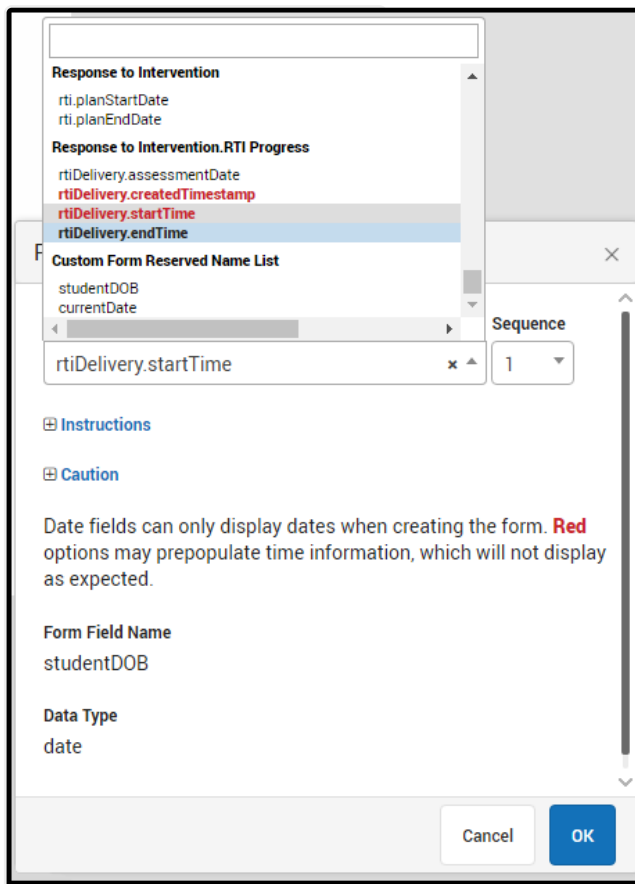 Response to Intervention
rti.planStartDate
rti.planEndDate
Response to Intervention.RTI Progress
rtiDelivery.assessmentDate
rtiDelivery.createdTimestamp
rtiDelivery.startTime
rtiDelivery.endTime
Custom Form Reserved Name List
studentDOB
currentDate
Sequence
rtiDelivery.startTime
1
Instructions
Caution
Date fields can only display dates when creating the form. Red
options may prepopulate time information, which will not display
as expected.
Form Field Name
studentDOB
Data Type
date
Cancel
OK